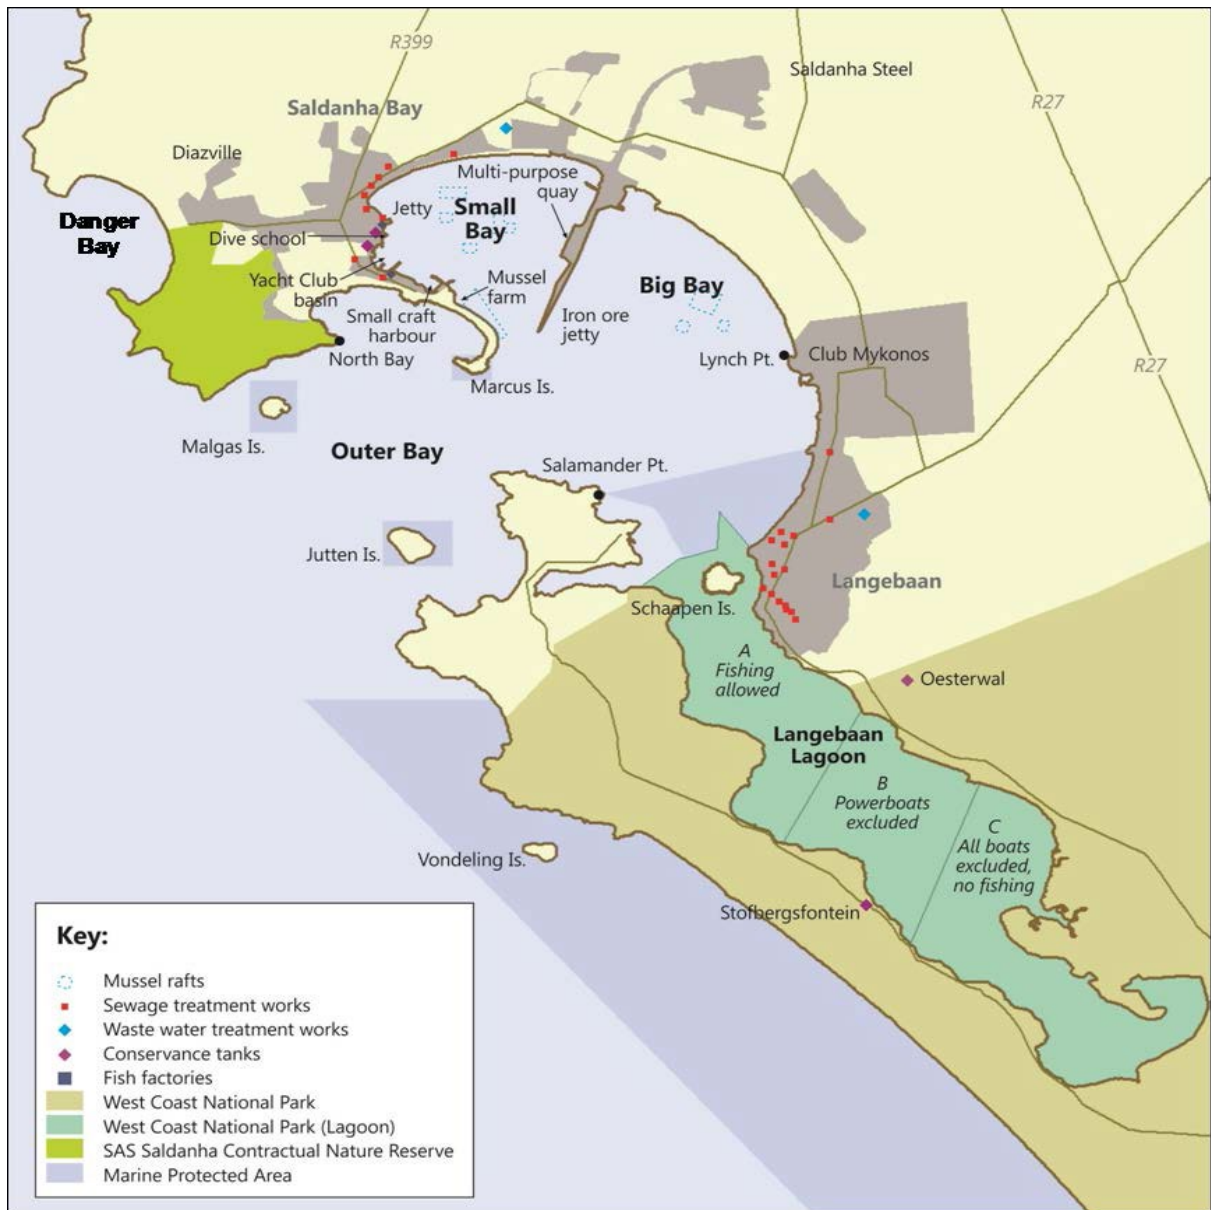 R399
Saldanha Steel
R27
Saldanha Bay
Diazville
Multi-purpose
quay
Danger
Bay
Jetty
Small
Bay
Dive school
Yacht Club
basin
Mussel
farm
Big Bay
Small craft
harbour
Iron ore
jetty
North Bay
Lynch Pt.
Club Mykonos
R27
Marcus Is.
Malgas Is.
Outer Bay
Salamander Pt.
Jutten Is.
Langebaan
Schaapen Is.
A
Fishing
allowed
Oesterwal
Langebaan
Lagoon
B
Powerboats
excluded
C
All boats
excluded,
no fishing
Vondeling Is.
Stofbergsfontein
Key:
Mussel rafts
Sewage treatment works
Waste water treatment works
Conservance tanks
Fish factories
West Coast National Park
West Coast National Park (Lagoon)
SAS Saldanha Contractual Nature Reserve
Marine Protected Area